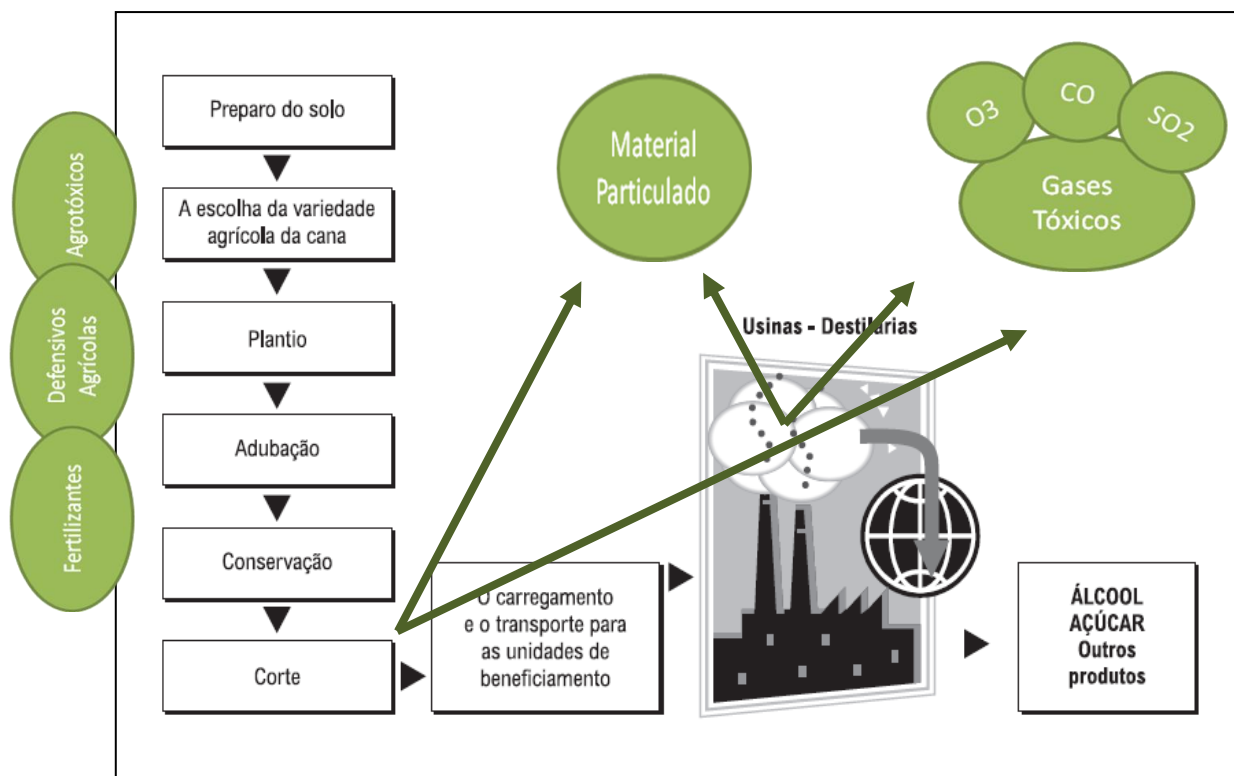 Preparo do solo
A escolha da variedade
agrícola da cana
Plantio
Adubação
Conservação
Corte
Agrotóxicos
Defensivos
Agrícolas
Fertilizantes
Material
Particulado
O3
CO
SO2
Gases
Tóxicos
Usinas - Destilarias
O carregamento
e o transporte para
as unidades de
beneficiamento
ÁLCOOL
AÇÚCAR
Outros
produtos